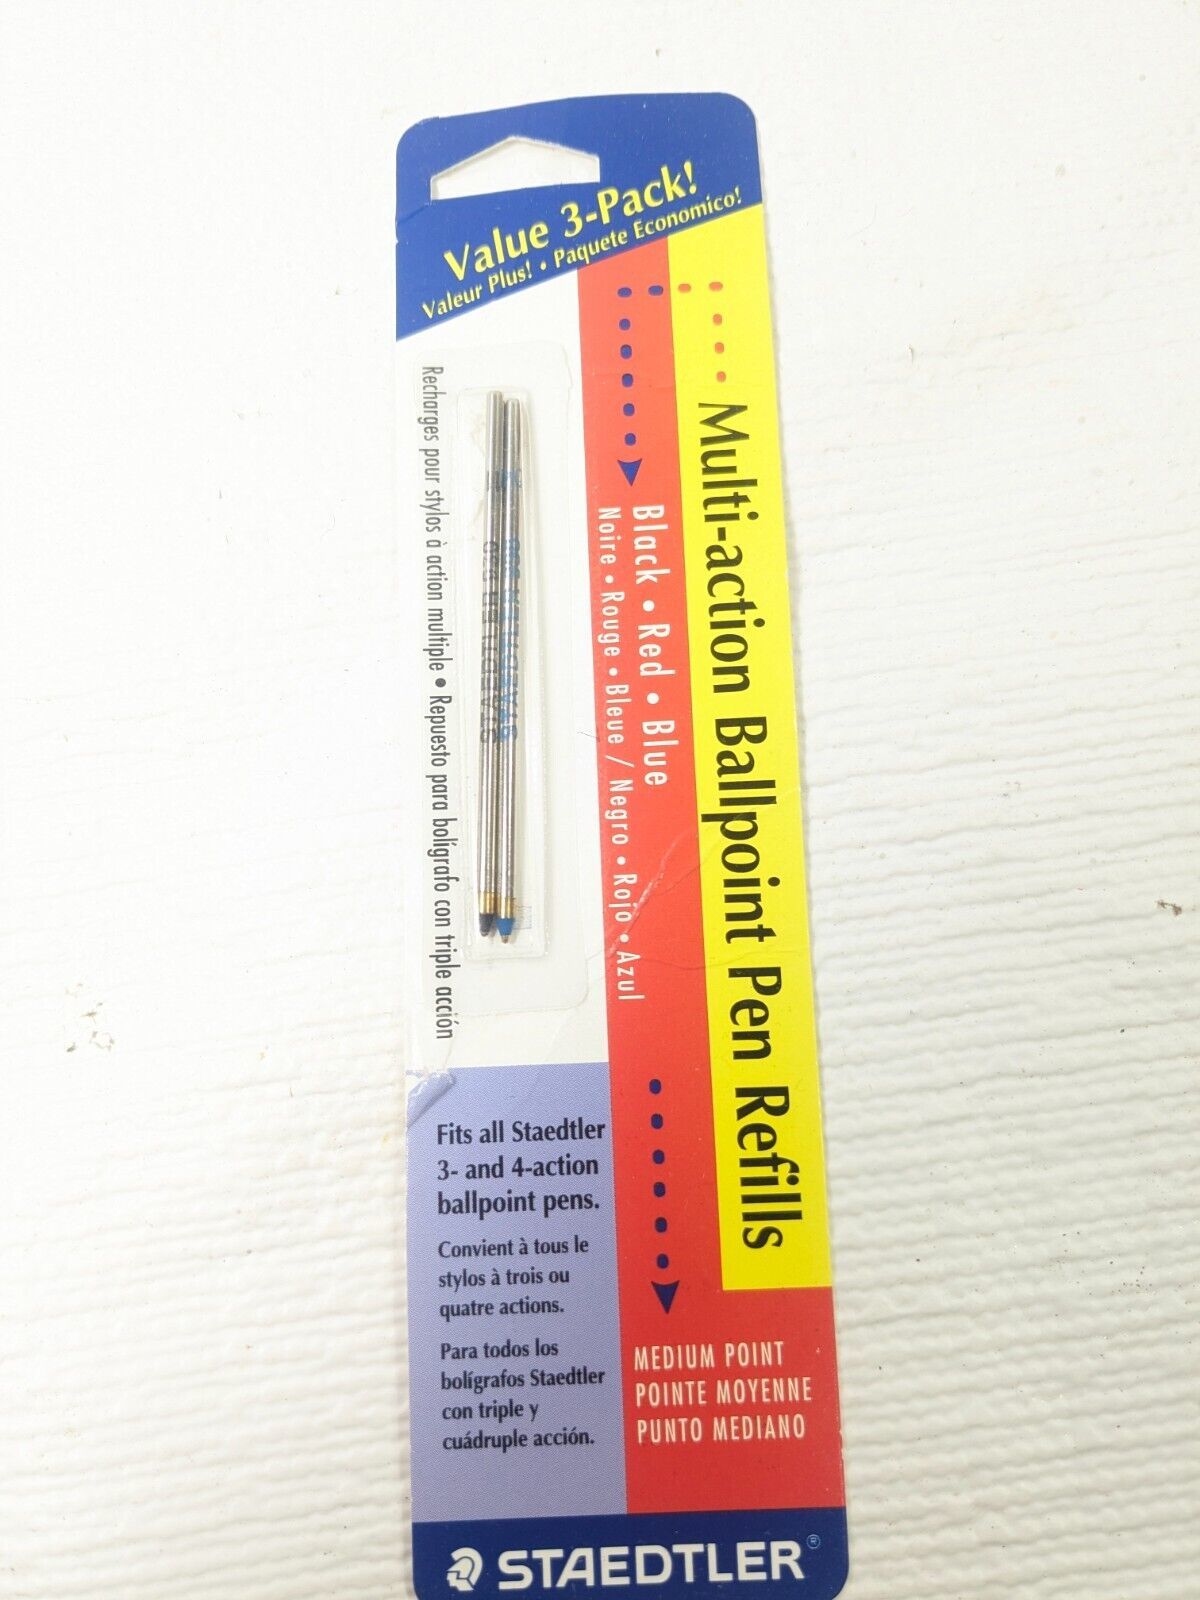 Value 3-Pack!
Valeur Plus! • Paquete Economico!
Multi-action Ballpoint Pen Refills
Black • Red • Blue
Noire • Rouge • Bleue / Negro • Rojo • Azul
Recharges pour stylos à action multiple • Repuesto para bolígrafo con triple acción
STAEDTLER
STAEDTLER
Fits all Staedtler
3- and 4-action
ballpoint pens.
Convient à tous le
stylos à trois ou
quatre actions.
Para todos los
bolígrafos Staedtler
con triple y
cuádruple acción.
MEDIUM POINT
POINTE MOYENNE
PUNTO MEDIANO
STAEDTLER®